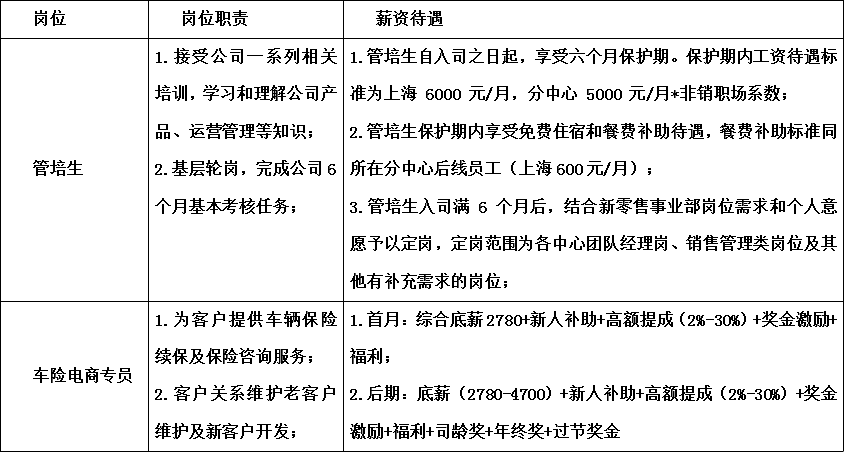 岗位
岗位职责
薪资待遇
管培生
1.接受公司一系列相关
培训，学习和理解公司产
品、运营管理等知识；
2.基层轮岗，完成公司6
个月基本考核任务；
1.管培生自入司之日起，享受六个月保护期。保护期内工资待遇标
准为上海 6000 元/月，分中心 5000 元/月*非销职场系数；
2.管培生保护期内享受免费住宿和餐费补助待遇，餐费补助标准同
所在分中心后线员工（上海600元/月）；
3.管培生入司满 6 个月后，结合新零售事业部岗位需求和个人意
愿予以定岗，定岗范围为各中心团队经理岗、销售管理类岗位及其
他有补充需求的岗位；
车险电商专员
1.为客户提供车辆保险
续保及保险咨询服务；
2.客户关系维护老客户
维护及新客户开发；
1.首月：综合底薪2780+新人补助+高额提成（2%-30%）+奖金激励+
福利；
2.后期：底薪（2780-4700）+新人补助+高额提成（2%-30%）+奖金
激励+福利+司龄奖+年终奖+过节奖金